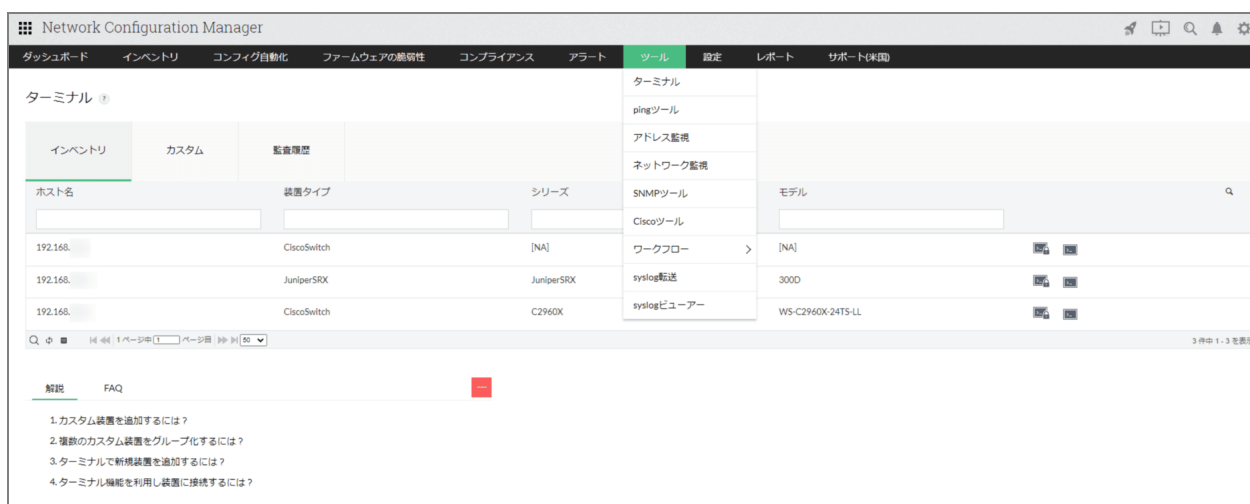 Network Configuration Manager
ダッシュボード インベントリ コンフィグ自動化 ファームウェアの脆弱性 コンプライアンス アラート ツール 設定 レポート サポート(米国)
ターミナル ?
ターミナル
pingツール
アドレス監視
ネットワーク監視
SNMPツール
Ciscoツール
ワークフロー
syslog転送
syslogビューアー
インベントリ カスタム 監査履歴
ホスト名 装置タイプ シリーズ モデル
192.168. CiscoSwitch [NA] [NA]
192.168. JuniperSRX JuniperSRX 300D
192.168. CiscoSwitch C2960X WS-C2960X-24TS-LL
1 ページ中 1 ページ目 50 3 件中 1 - 3 を表示
解説 FAQ
1. カスタム装置を追加するには？
2. 複数のカスタム装置をグループ化するには？
3. ターミナルで新規装置を追加するには？
4. ターミナル機能を利用し装置に接続するには？